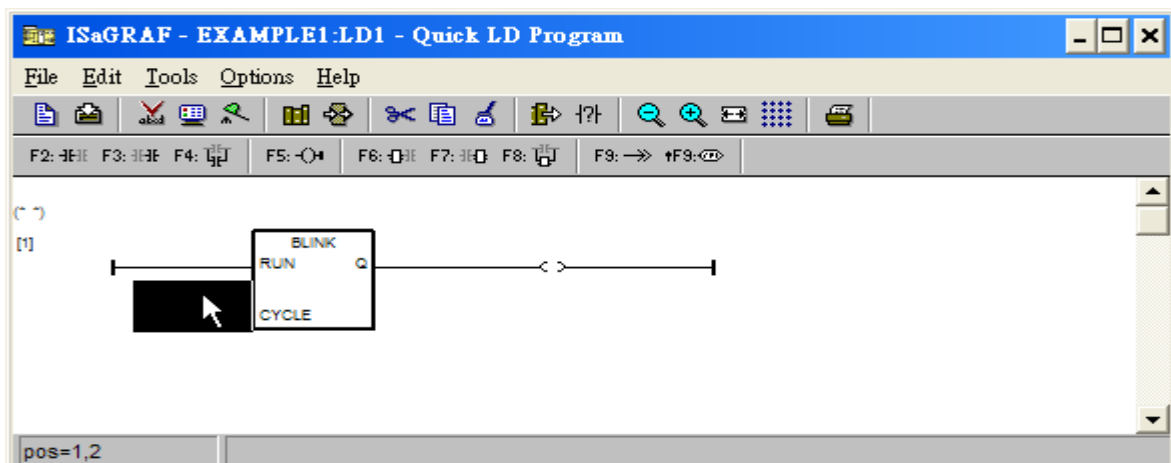 ISaGRAF - EXAMPLE1:LD1 - Quick LD Program
File Edit Tools Options Help
F2: F3: F4: F5: F6: F7: F8: F9: ↑F9:
(* *)
[1]
BLINK
RUN Q
CYCLE
pos=1,2